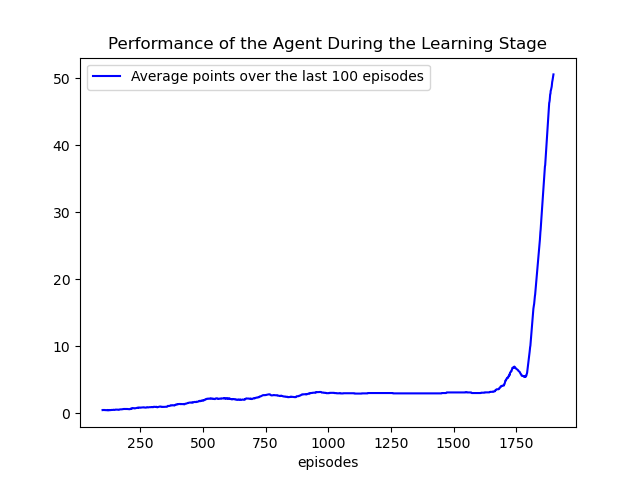 Performance of the Agent During the Learning Stage
Average points over the last 100 episodes
50
40
30
20
10
0
250 500 750 1000 1250 1500 1750
episodes